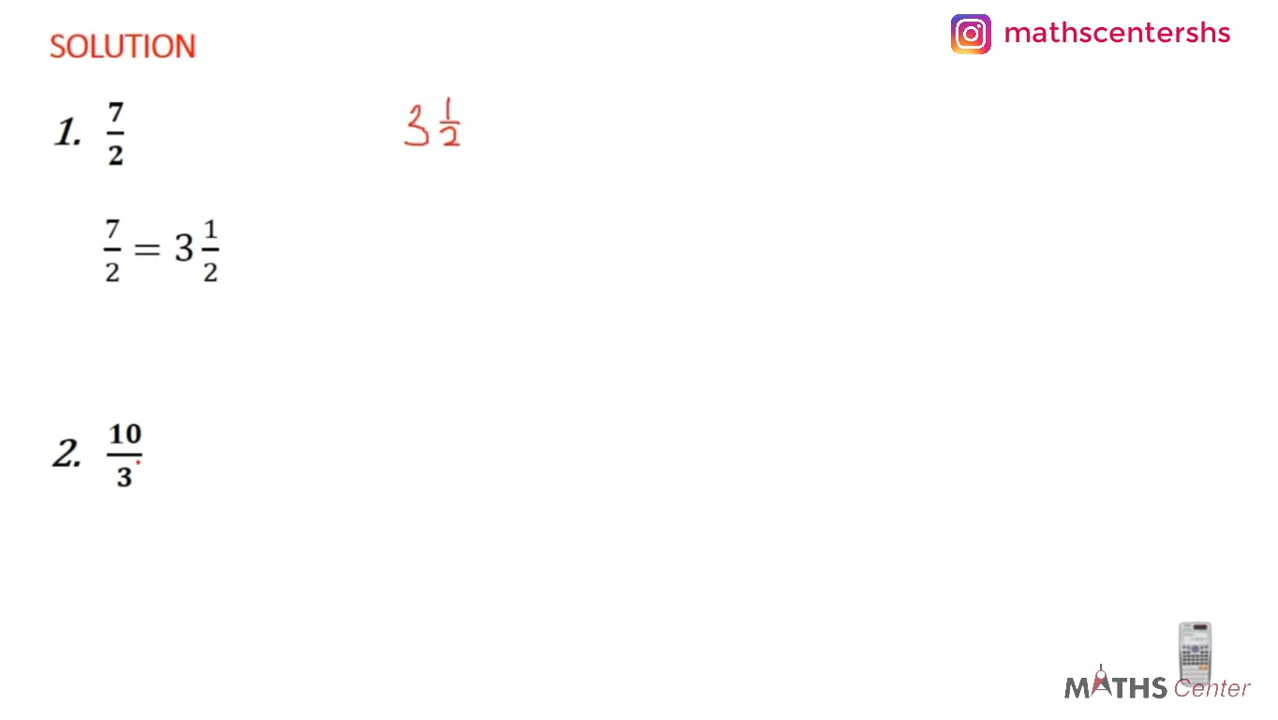 SOLUTION
mathscentershs
1. 7/2
3 1/2
7/2 = 3 1/2
2. 10/3
MATHS Center